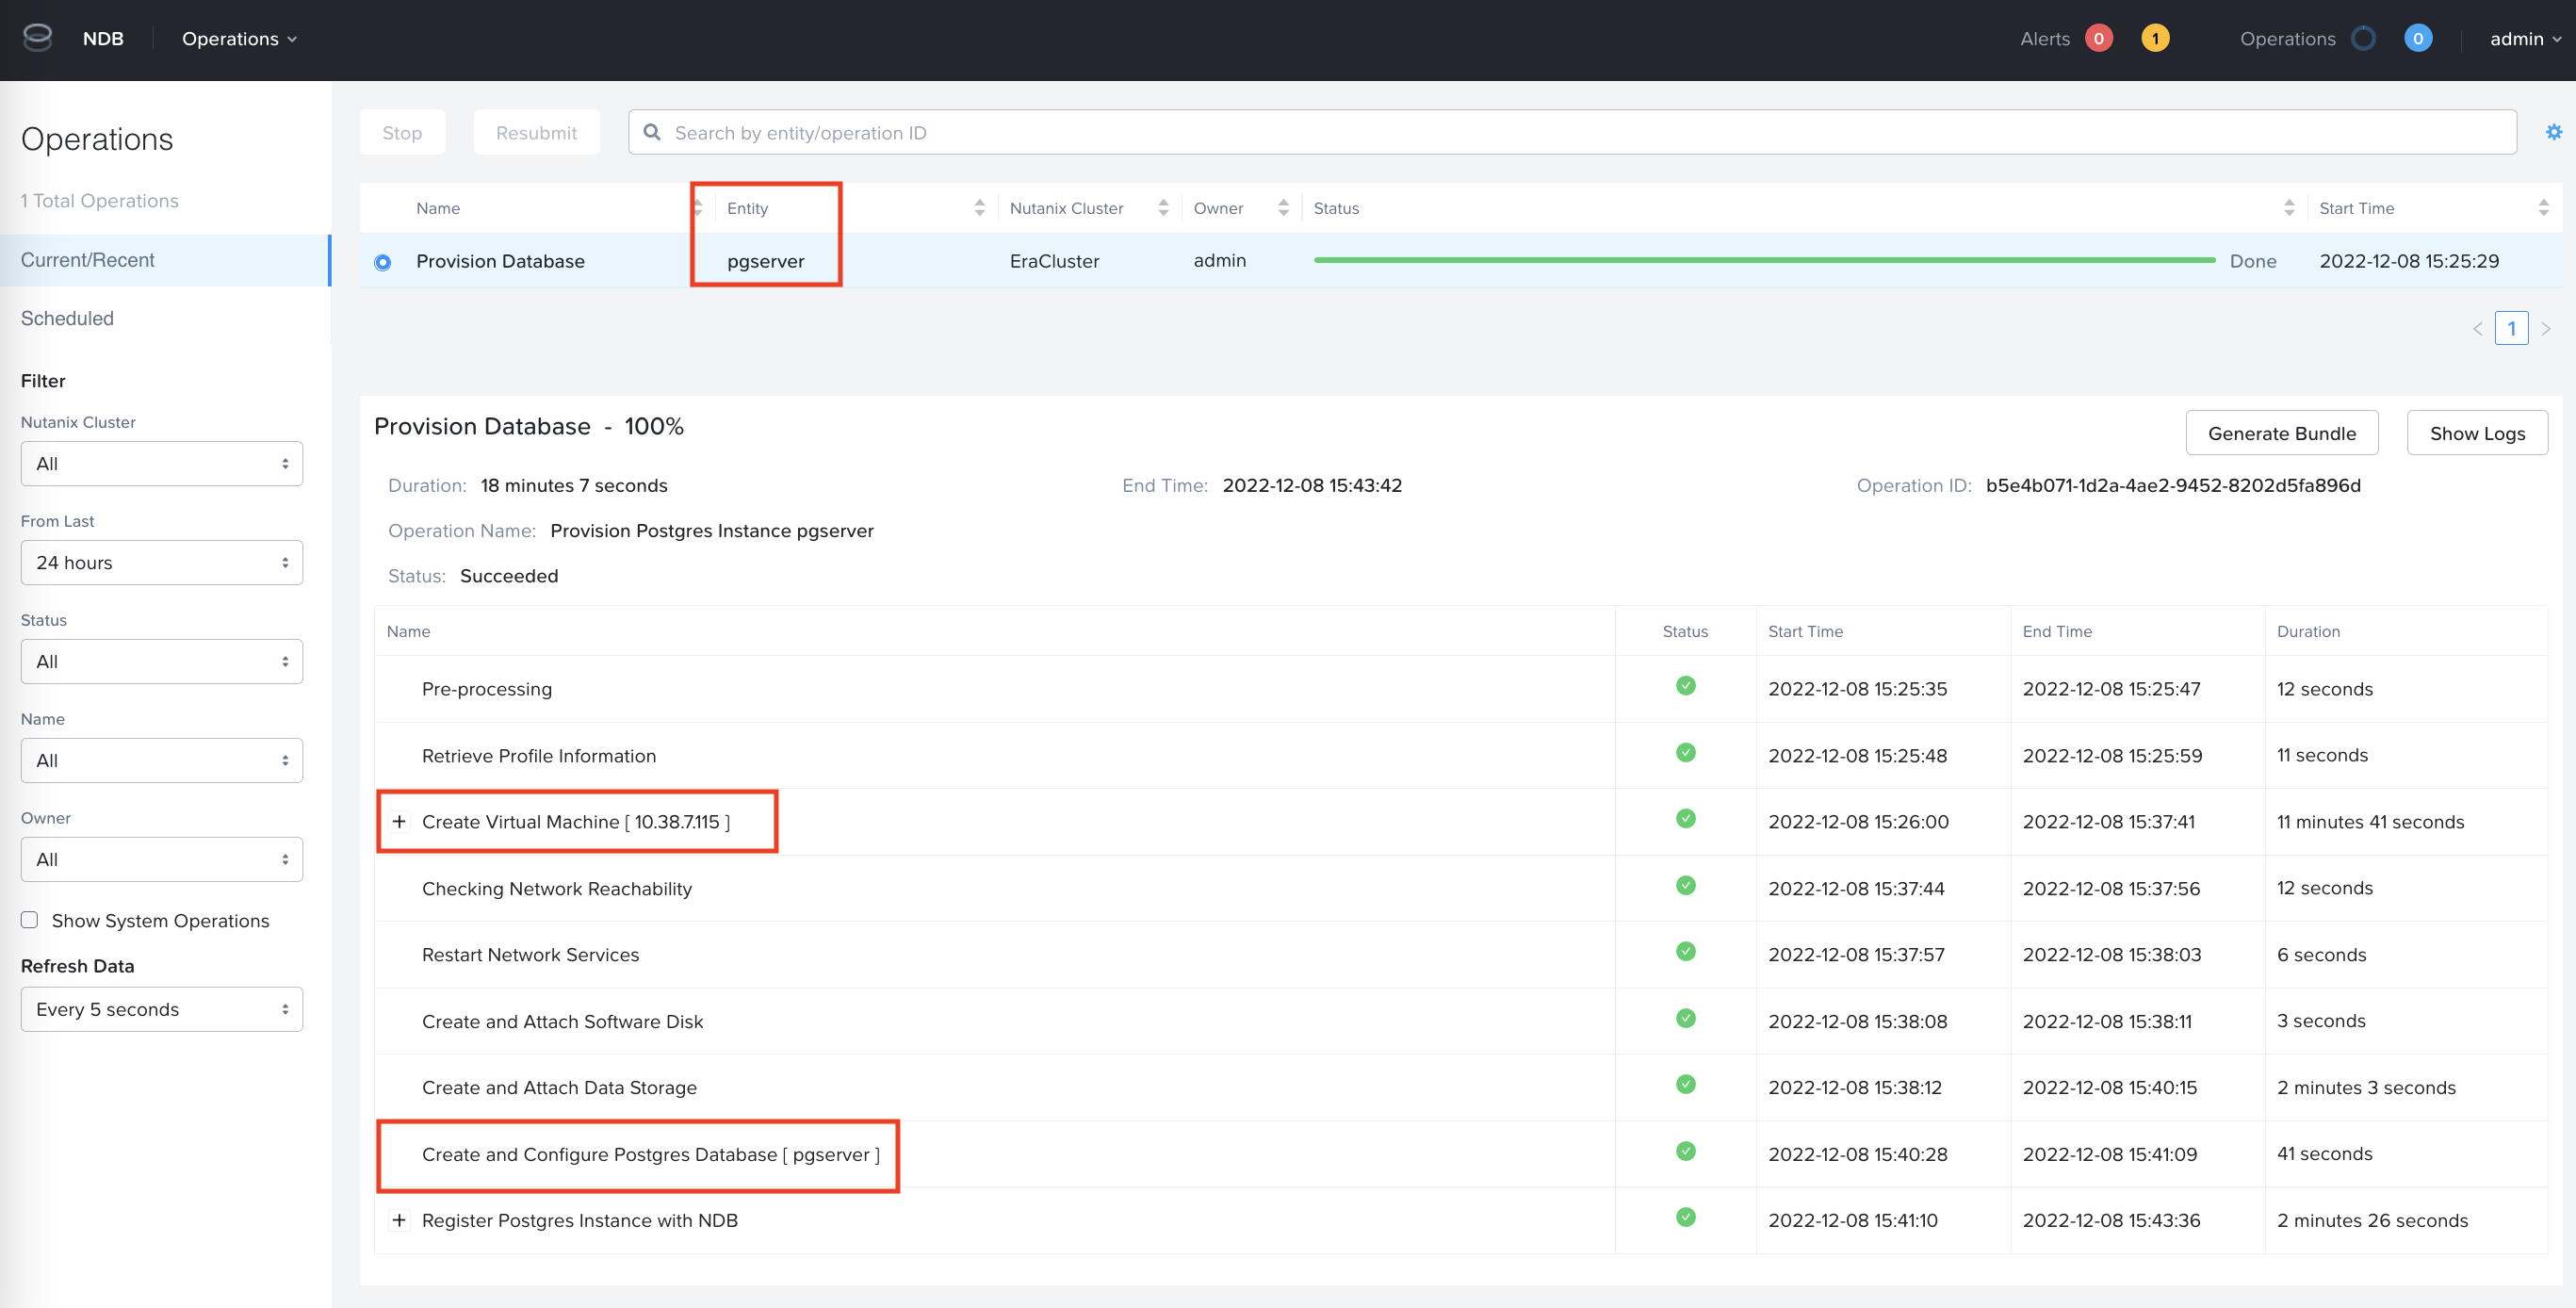 NDB Operations Alerts 0 1 Operations 0 admin
Operations
1 Total Operations
Current/Recent
Scheduled
Filter
Nutanix Cluster
All
From Last
24 hours
Status
All
Name
All
Owner
All
Show System Operations
Refresh Data
Every 5 seconds
Stop Resubmit Search by entity/operation ID
Name Entity Nutanix Cluster Owner Status Start Time
Provision Database pgserver EraCluster admin Done 2022-12-08 15:25:29
1
Provision Database - 100% Generate Bundle Show Logs
Duration: 18 minutes 7 seconds End Time: 2022-12-08 15:43:42 Operation ID: b5e4b071-1d2a-4ae2-9452-8202d5fa896d
Operation Name: Provision Postgres Instance pgserver
Status: Succeeded
Name Status Start Time End Time Duration
Pre-processing 2022-12-08 15:25:35 2022-12-08 15:25:47 12 seconds
Retrieve Profile Information 2022-12-08 15:25:48 2022-12-08 15:25:59 11 seconds
+ Create Virtual Machine [ 10.38.7.115 ] 2022-12-08 15:26:00 2022-12-08 15:37:41 11 minutes 41 seconds
Checking Network Reachability 2022-12-08 15:37:44 2022-12-08 15:37:56 12 seconds
Restart Network Services 2022-12-08 15:37:57 2022-12-08 15:38:03 6 seconds
Create and Attach Software Disk 2022-12-08 15:38:08 2022-12-08 15:38:11 3 seconds
Create and Attach Data Storage 2022-12-08 15:38:12 2022-12-08 15:40:15 2 minutes 3 seconds
Create and Configure Postgres Database [ pgserver ] 2022-12-08 15:40:28 2022-12-08 15:41:09 41 seconds
+ Register Postgres Instance with NDB 2022-12-08 15:41:10 2022-12-08 15:43:36 2 minutes 26 seconds